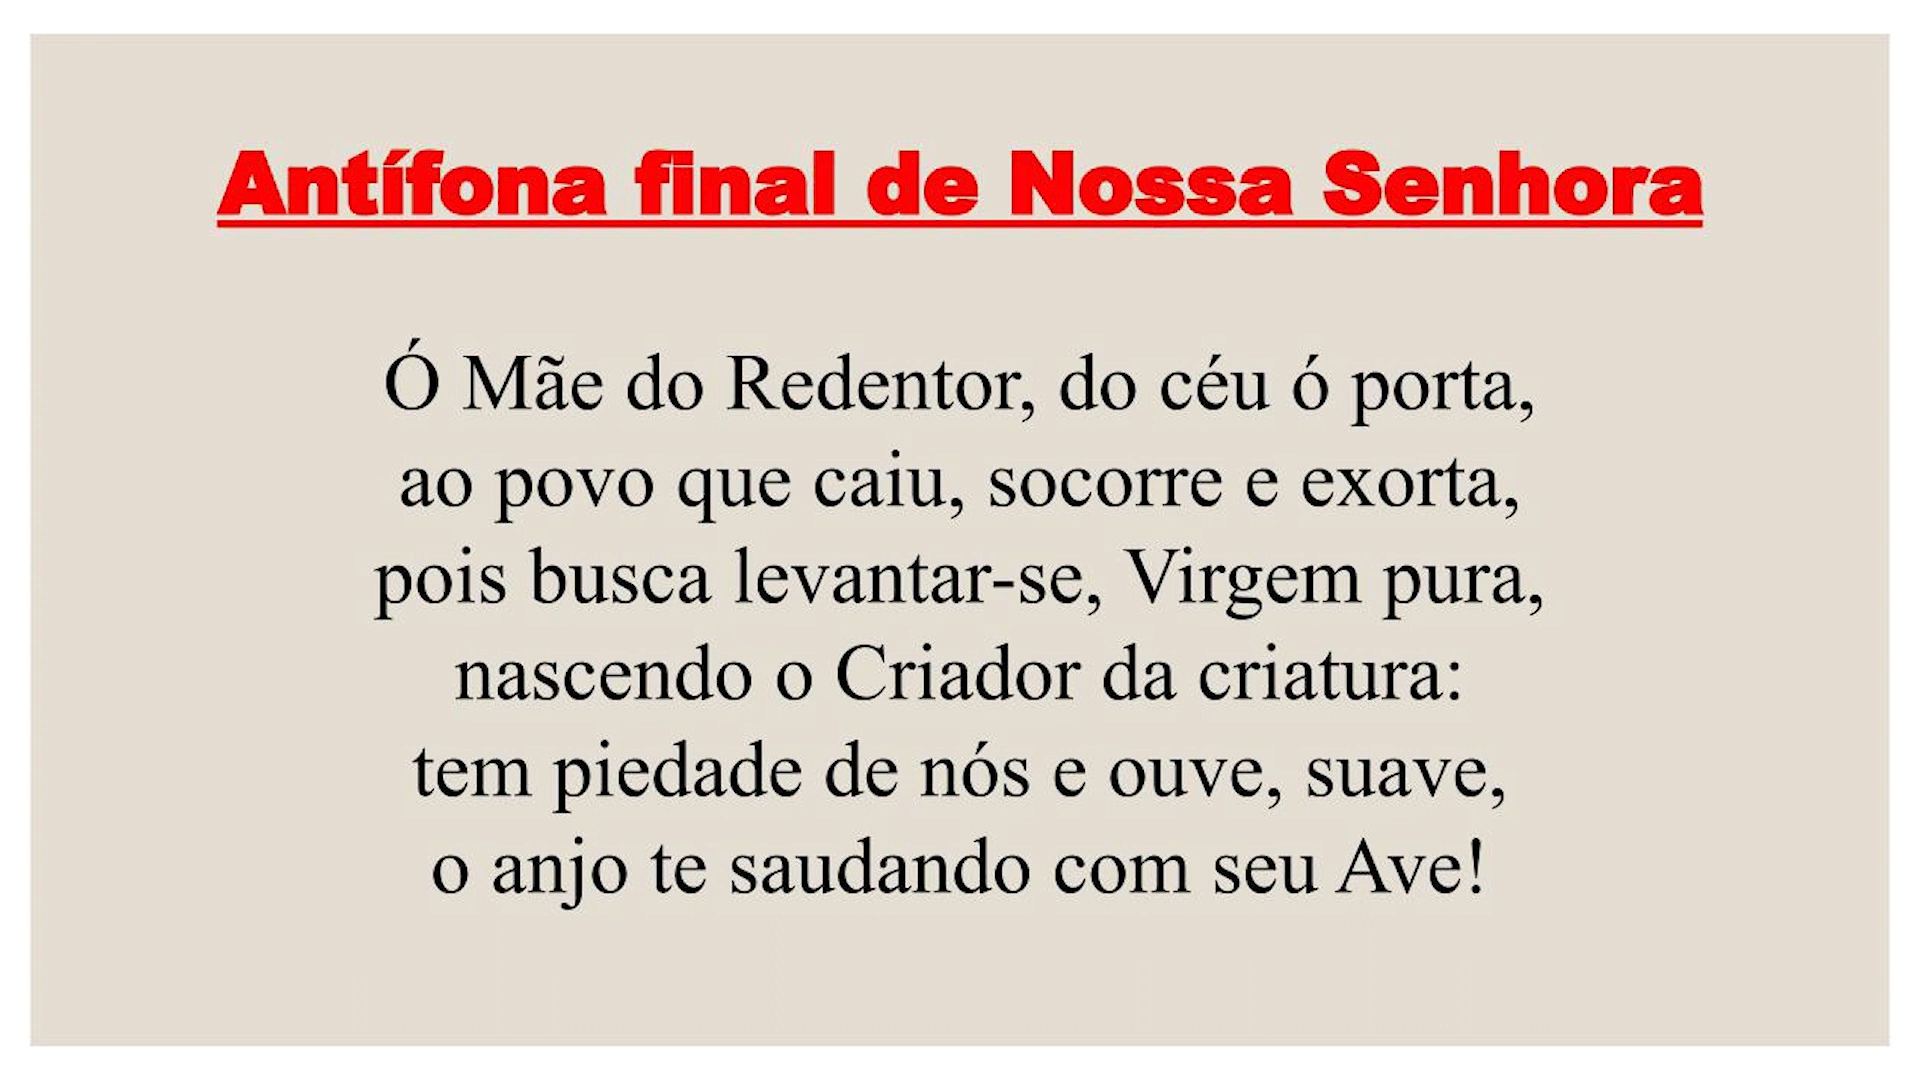 Antífona final de Nossa Senhora
Ó Mãe do Redentor, do céu ó porta,
ao povo que caiu, socorre e exorta,
pois busca levantar-se, Virgem pura,
nascendo o Criador da criatura:
tem piedade de nós e ouve, suave,
o anjo te saudando com seu Ave!